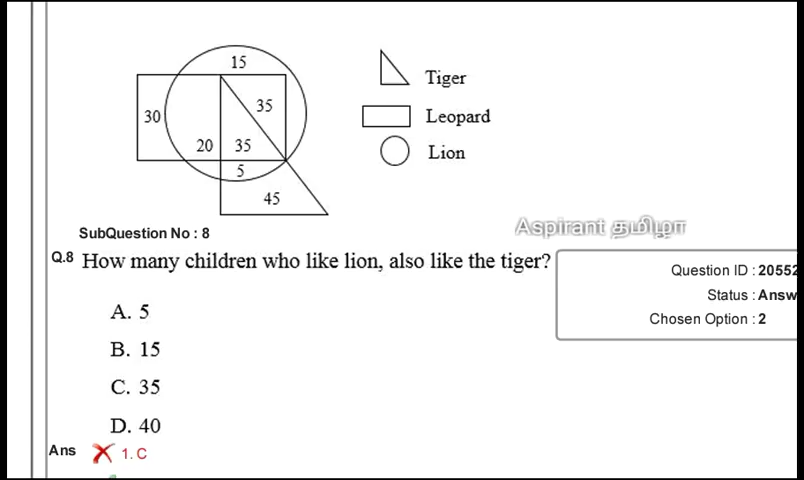 15
Tiger
35
30
Leopard
20 35
Lion
5
45
SubQuestion No : 8
Aspirant தமிழா
Q.8 How many children who like lion, also like the tiger?
Question ID : 20552
Status : Answ
Chosen Option : 2
A. 5
B. 15
C. 35
D. 40
Ans 1. C